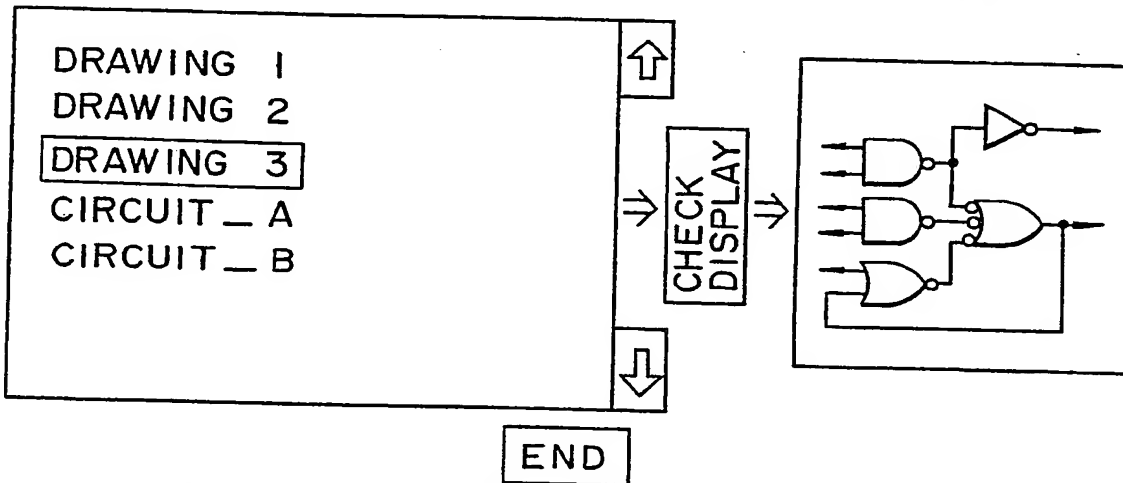 DRAWING 1
DRAWING 2
DRAWING 3
CIRCUIT_A
CIRCUIT_B
CHECK
DISPLAY
END